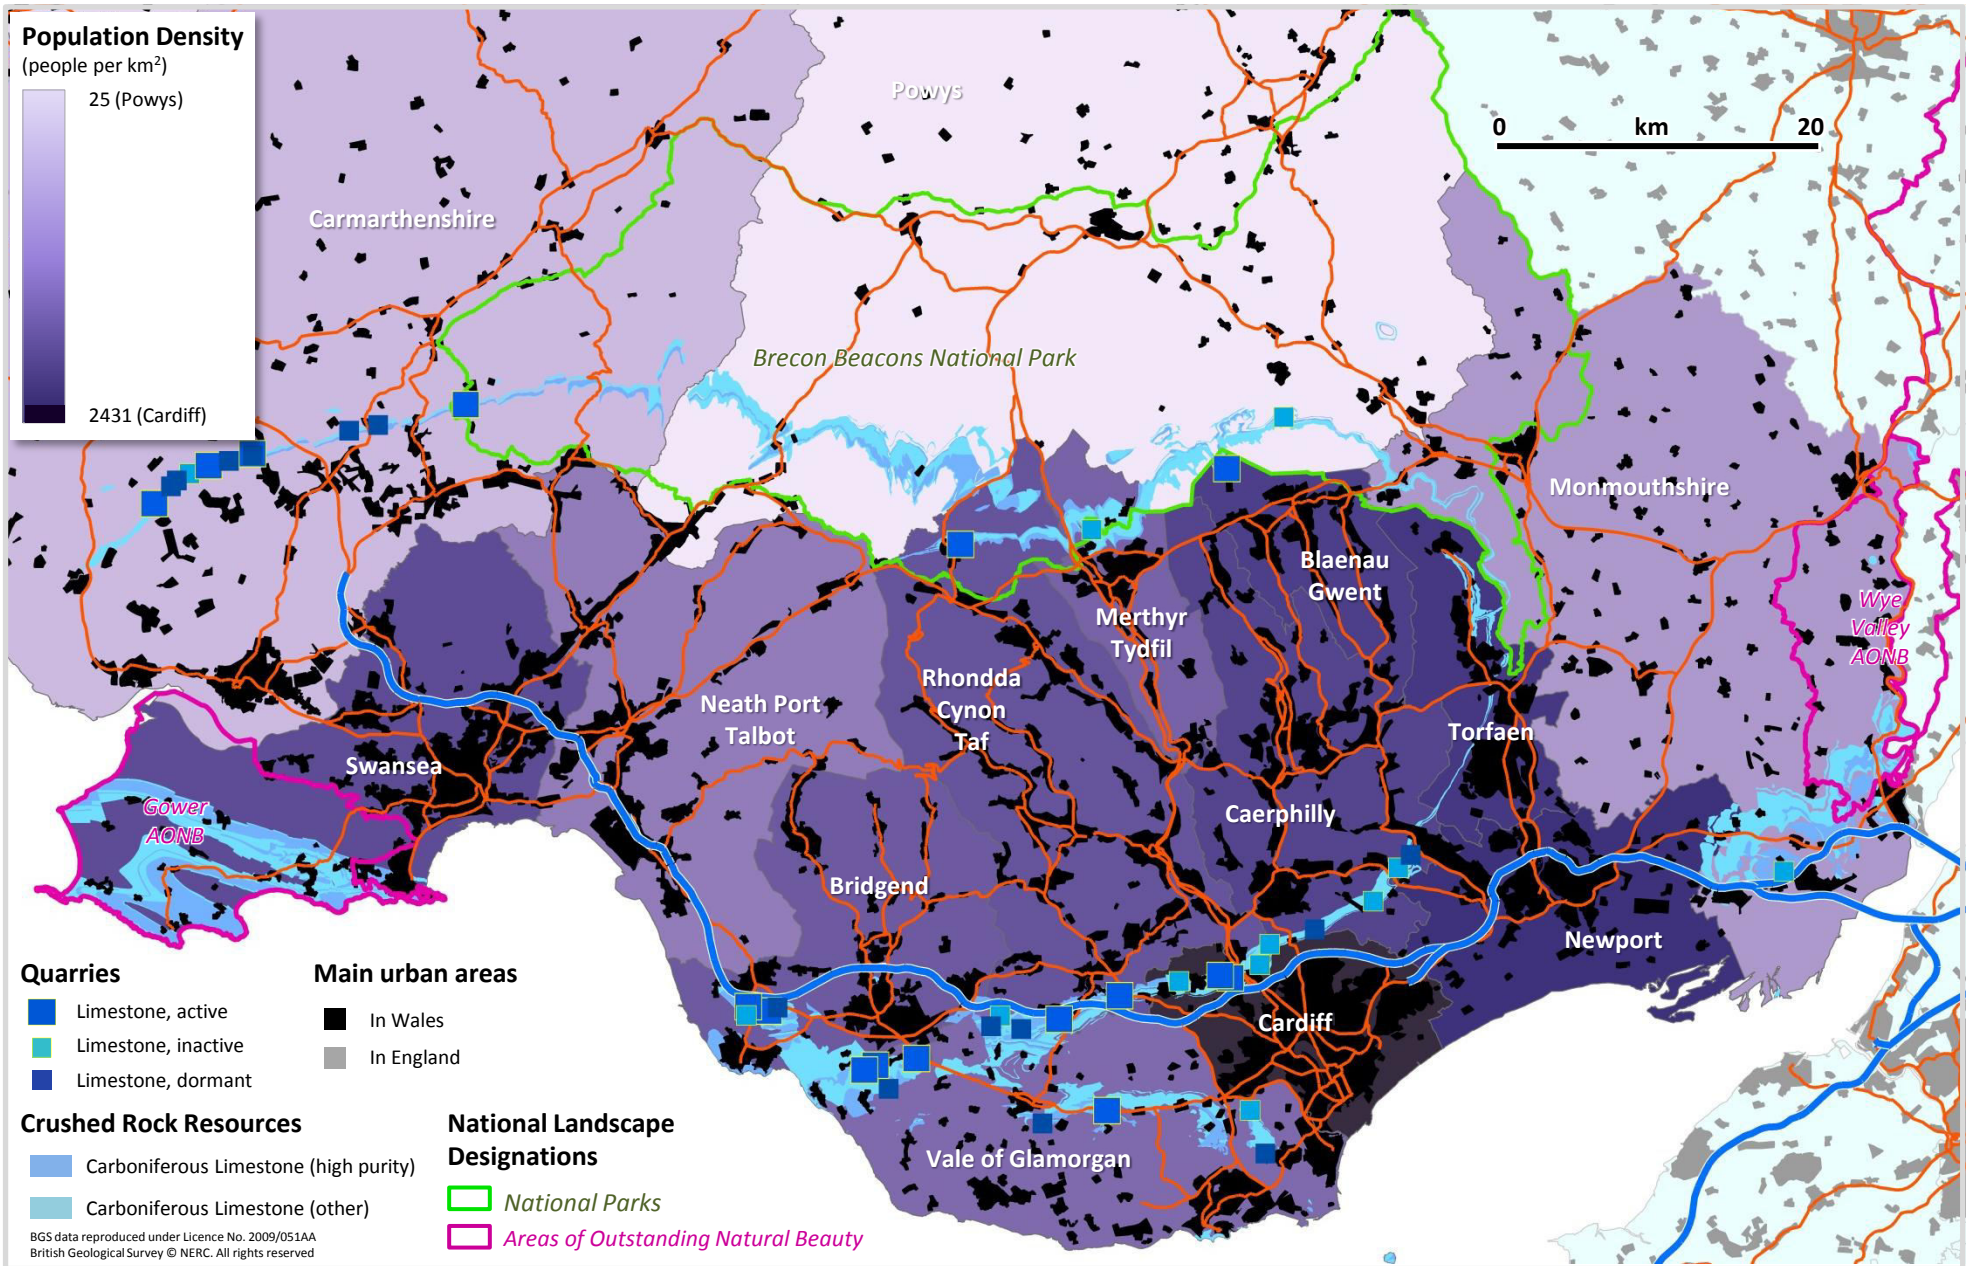 Population Density
(people per km²)
25 (Powys)
2431 (Cardiff)
Powys
0 km 20
Carmarthenshire
Brecon Beacons National Park
Monmouthshire
Blaenau
Gwent
Merthyr
Tydfil
Wye
Valley
AONB
Rhondda
Cynon
Taf
Neath Port
Talbot
Torfaen
Swansea
Gower
AONB
Caerphilly
Bridgend
Newport
Cardiff
Vale of Glamorgan
Quarries
Limestone, active
Limestone, inactive
Limestone, dormant
Main urban areas
In Wales
In England
Crushed Rock Resources
Carboniferous Limestone (high purity)
Carboniferous Limestone (other)
BGS data reproduced under Licence No. 2009/051AA
British Geological Survey © NERC. All rights reserved
National Landscape
Designations
National Parks
Areas of Outstanding Natural Beauty